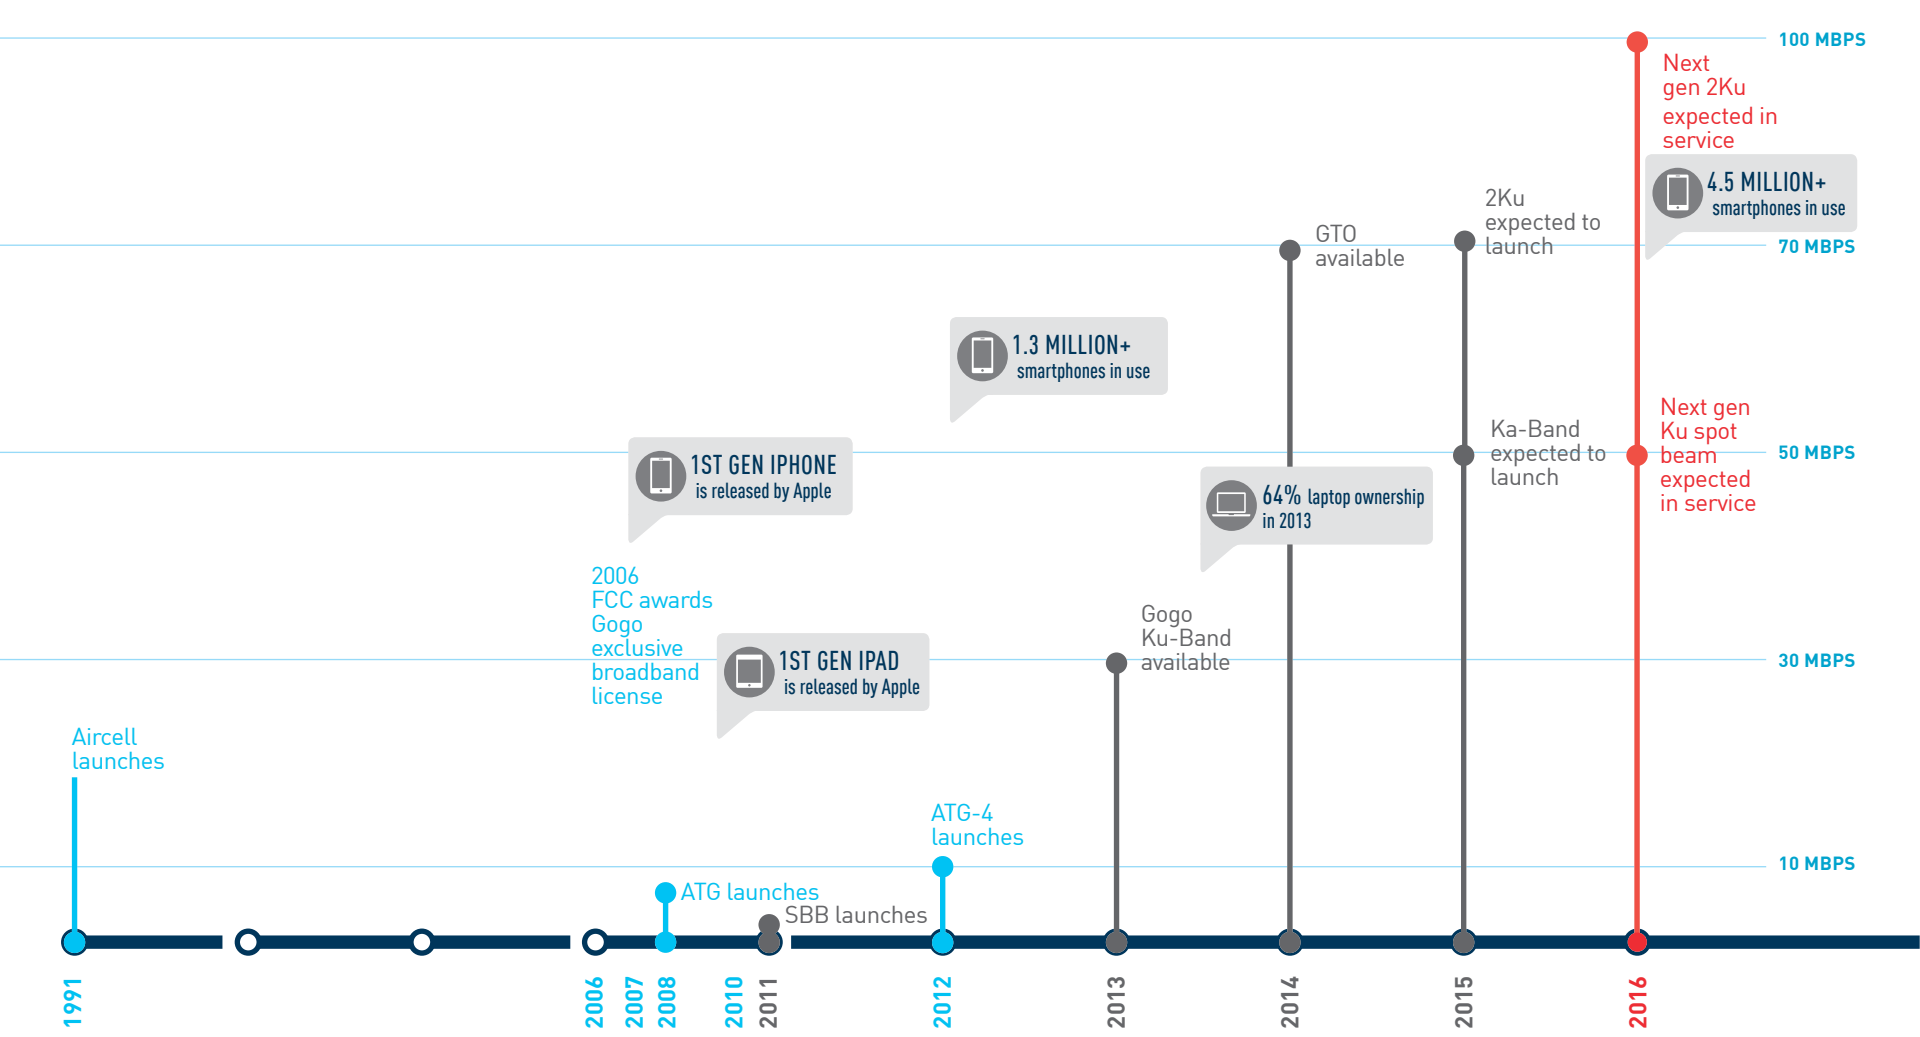 100 MBPS
Next
gen 2Ku
expected in
service
4.5 MILLION+
smartphones in use
2Ku
expected to
launch
GTO
available
70 MBPS
1.3 MILLION+
smartphones in use
Next gen
Ku spot
beam
expected
in service
Ka-Band
expected to
launch
50 MBPS
1ST GEN IPHONE
is released by Apple
64% laptop ownership
in 2013
2006
FCC awards
Gogo
exclusive
broadband
license
Gogo
Ku-Band
available
1ST GEN IPAD
is released by Apple
30 MBPS
Aircell
launches
ATG-4
launches
10 MBPS
ATG launches
SBB launches
1991
2006
2007
2008
2010
2011
2012
2013
2014
2015
2016